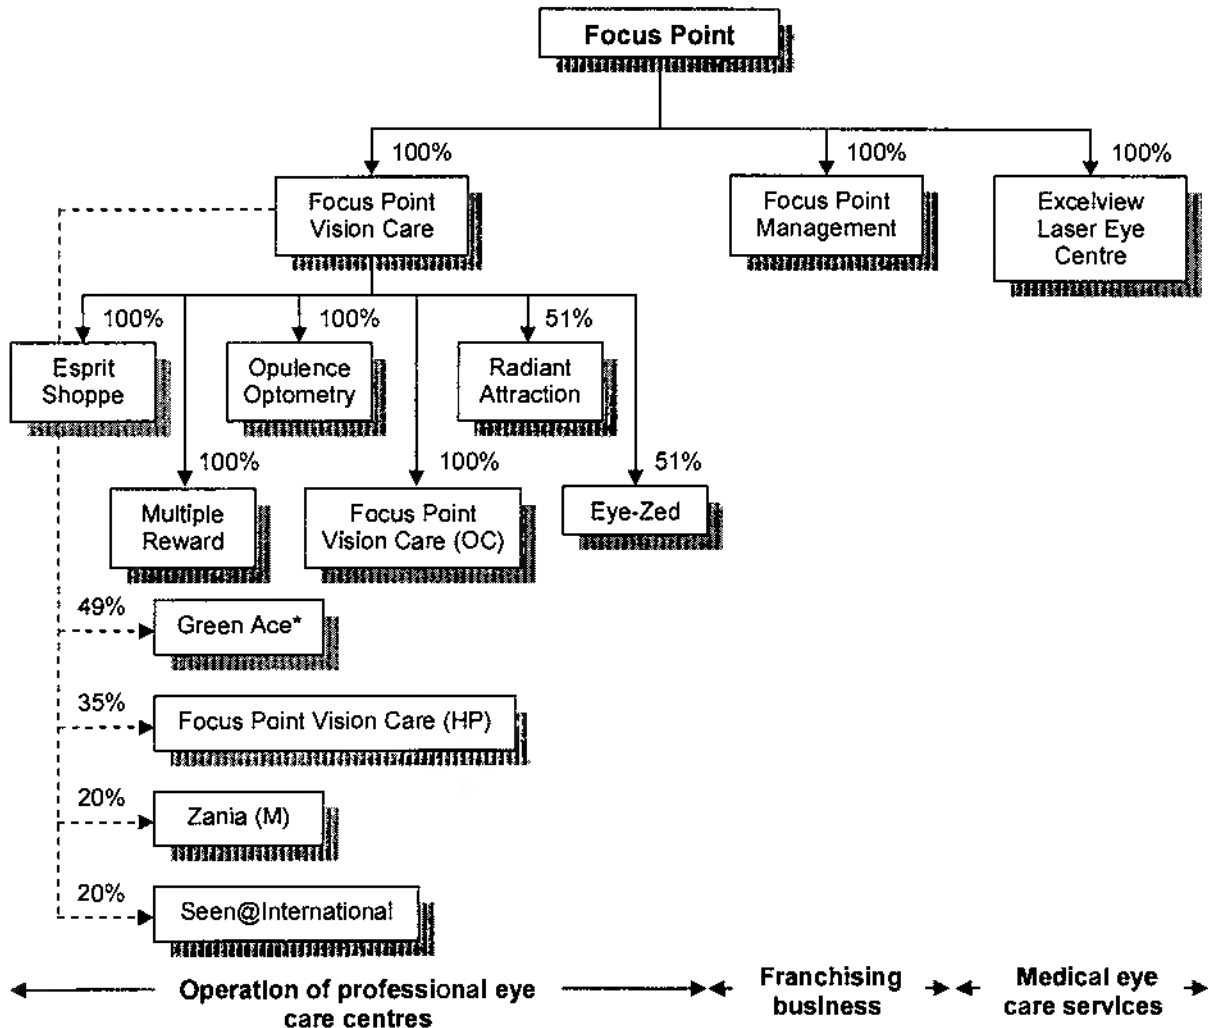 Focus Point
100%
100%
100%
Focus Point
Vision Care
Focus Point
Management
Excelview
Laser Eye
Centre
100%
100%
51%
Esprit
Shoppe
Opulence
Optometry
Radiant
Attraction
100%
100%
51%
Multiple
Reward
Focus Point
Vision Care (OC)
Eye-Zed
49%
Green Ace*
35%
Focus Point Vision Care (HP)
20%
Zania (M)
20%
Seen@International
Operation of professional eye
care centres
Franchising
business
Medical eye
care services